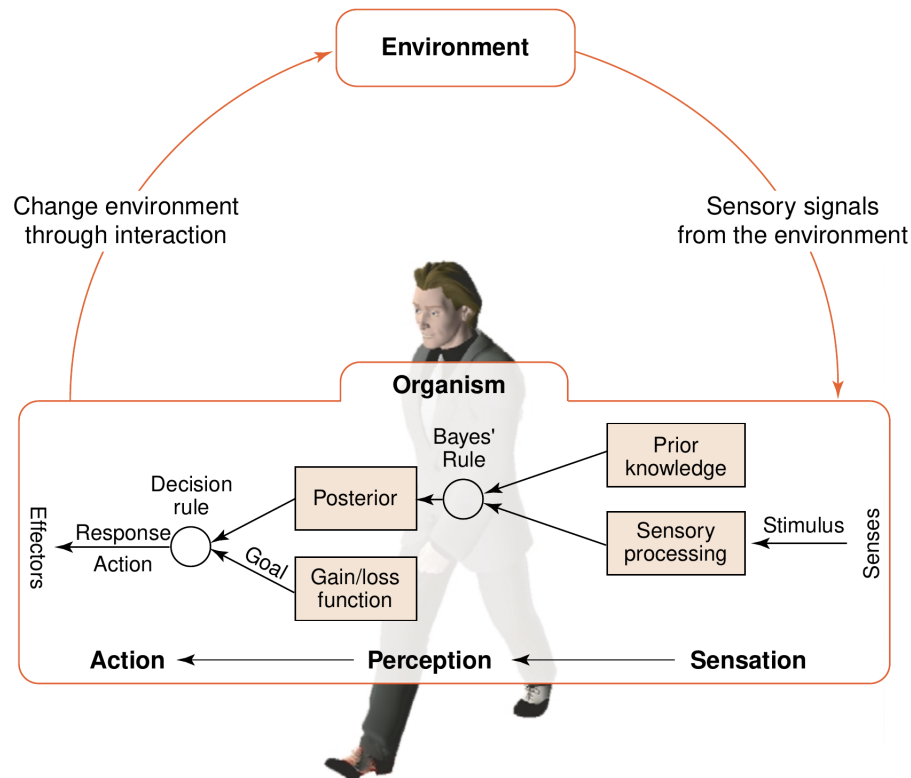 Environment
Change environment
through interaction
Sensory signals
from the environment
Organism
Bayes'
Rule
Prior
knowledge
Decision
rule
Posterior
Effectors
Response
Action
Goal
Gain/loss
function
Sensory
processing
Stimulus
Senses
Action
Perception
Sensation